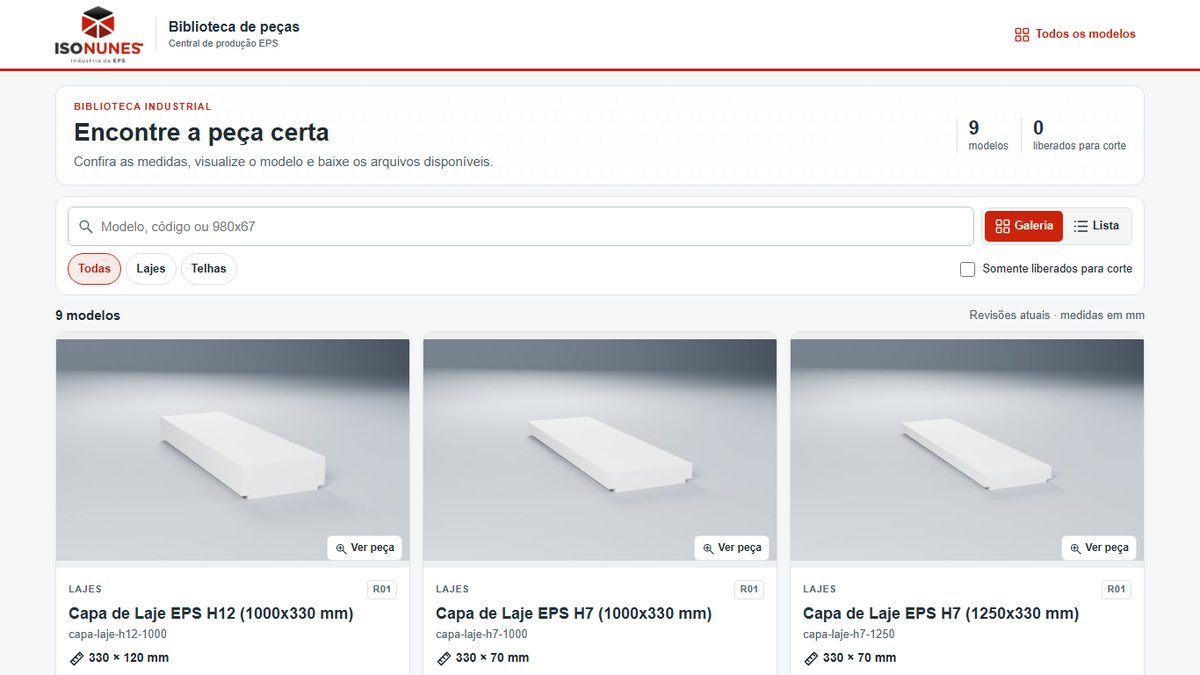 ISONUNES
Indústria de EPS
Biblioteca de peças
Central de produção EPS
Todos os modelos
BIBLIOTECA INDUSTRIAL
Encontre a peça certa
Confira as medidas, visualize o modelo e baixe os arquivos disponíveis.
9
modelos
0
liberados para corte
Modelo, código ou 980x67
Galeria
Lista
Todas
Lajes
Telhas
Somente liberados para corte
9 modelos
Revisões atuais · medidas em mm
Ver peça
Ver peça
Ver peça
LAJES
R01
Capa de Laje EPS H12 (1000x330 mm)
capa-laje-h12-1000
330 × 120 mm
LAJES
R01
Capa de Laje EPS H7 (1000x330 mm)
capa-laje-h7-1000
330 × 70 mm
LAJES
R01
Capa de Laje EPS H7 (1250x330 mm)
capa-laje-h7-1250
330 × 70 mm